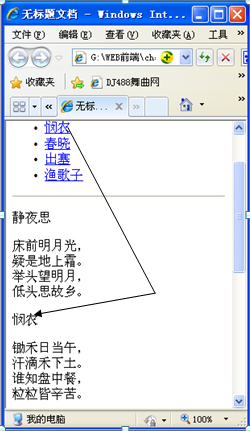 无标题文档 - Windows Int...
文件(F) 编辑(E) 查看(V) 收藏夹(A) 工具 »
G:\WEB前端\ch
收藏夹 DJ488舞曲网
无标...
悯农
春晓
出塞
渔歌子
静夜思
床前明月光，
疑是地上霜。
举头望明月，
低头思故乡。
悯农
锄禾日当午，
汗滴禾下土。
谁知盘中餐，
粒粒皆辛苦。
我的电脑 100%